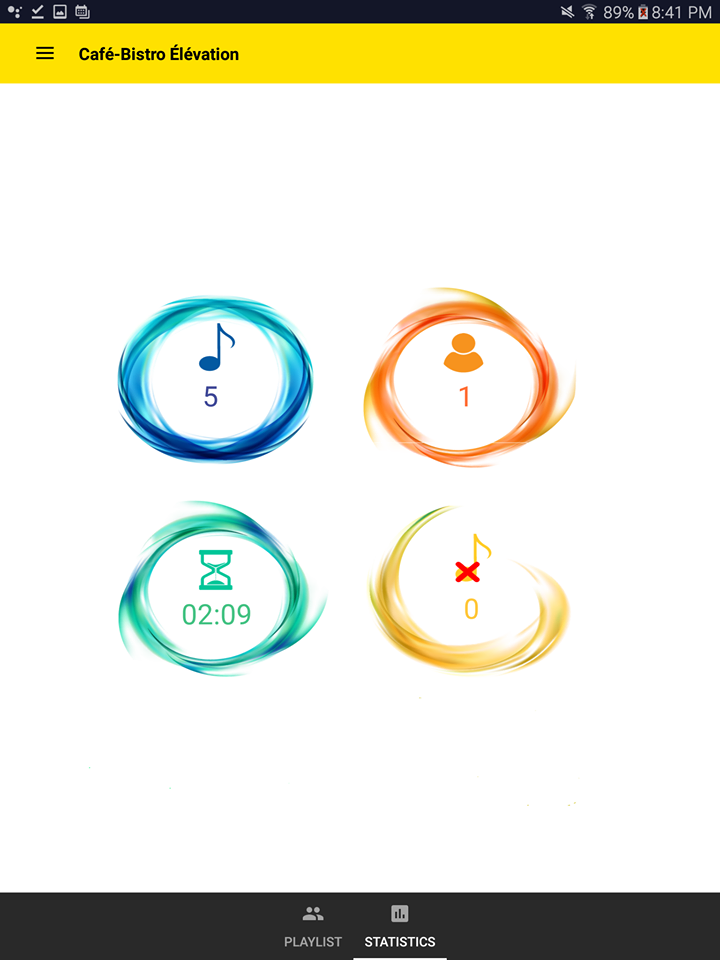 89% 8:41 PM
Café-Bistro Élévation
5
1
02:09
0
PLAYLIST
STATISTICS